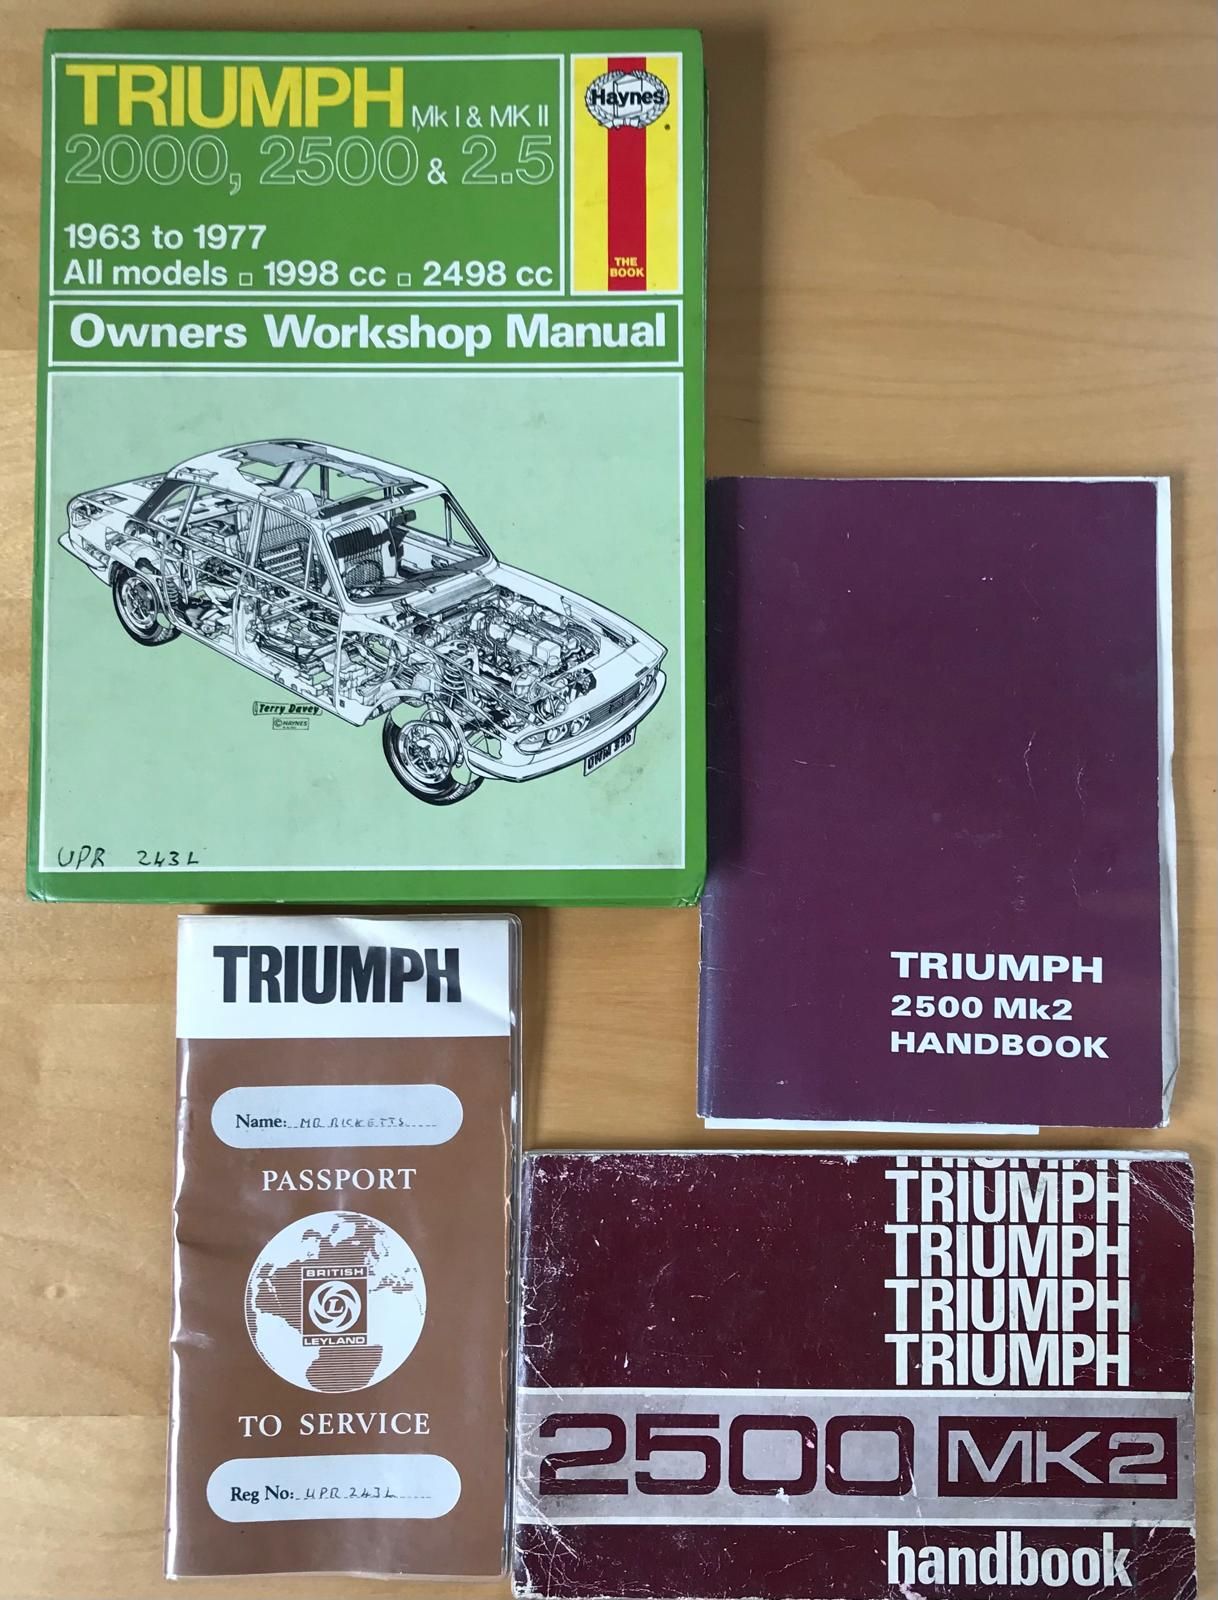 TRIUMPH Mk I & MK II
2000, 2500 & 2.5
1963 to 1977
All models □ 1998 cc □ 2498 cc
Haynes
THE
BOOK
Owners Workshop Manual
Terry Davey
© HAYNES
UPR 243L
TRIUMPH
2500 Mk2
HANDBOOK
TRIUMPH
Name: MR RICKETTS
PASSPORT
BRITISH
L
LEYLAND
TO SERVICE
Reg No: UPR 243L
TRIUMPH
TRIUMPH
TRIUMPH
TRIUMPH
TRIUMPH
2500 MK2
handbook